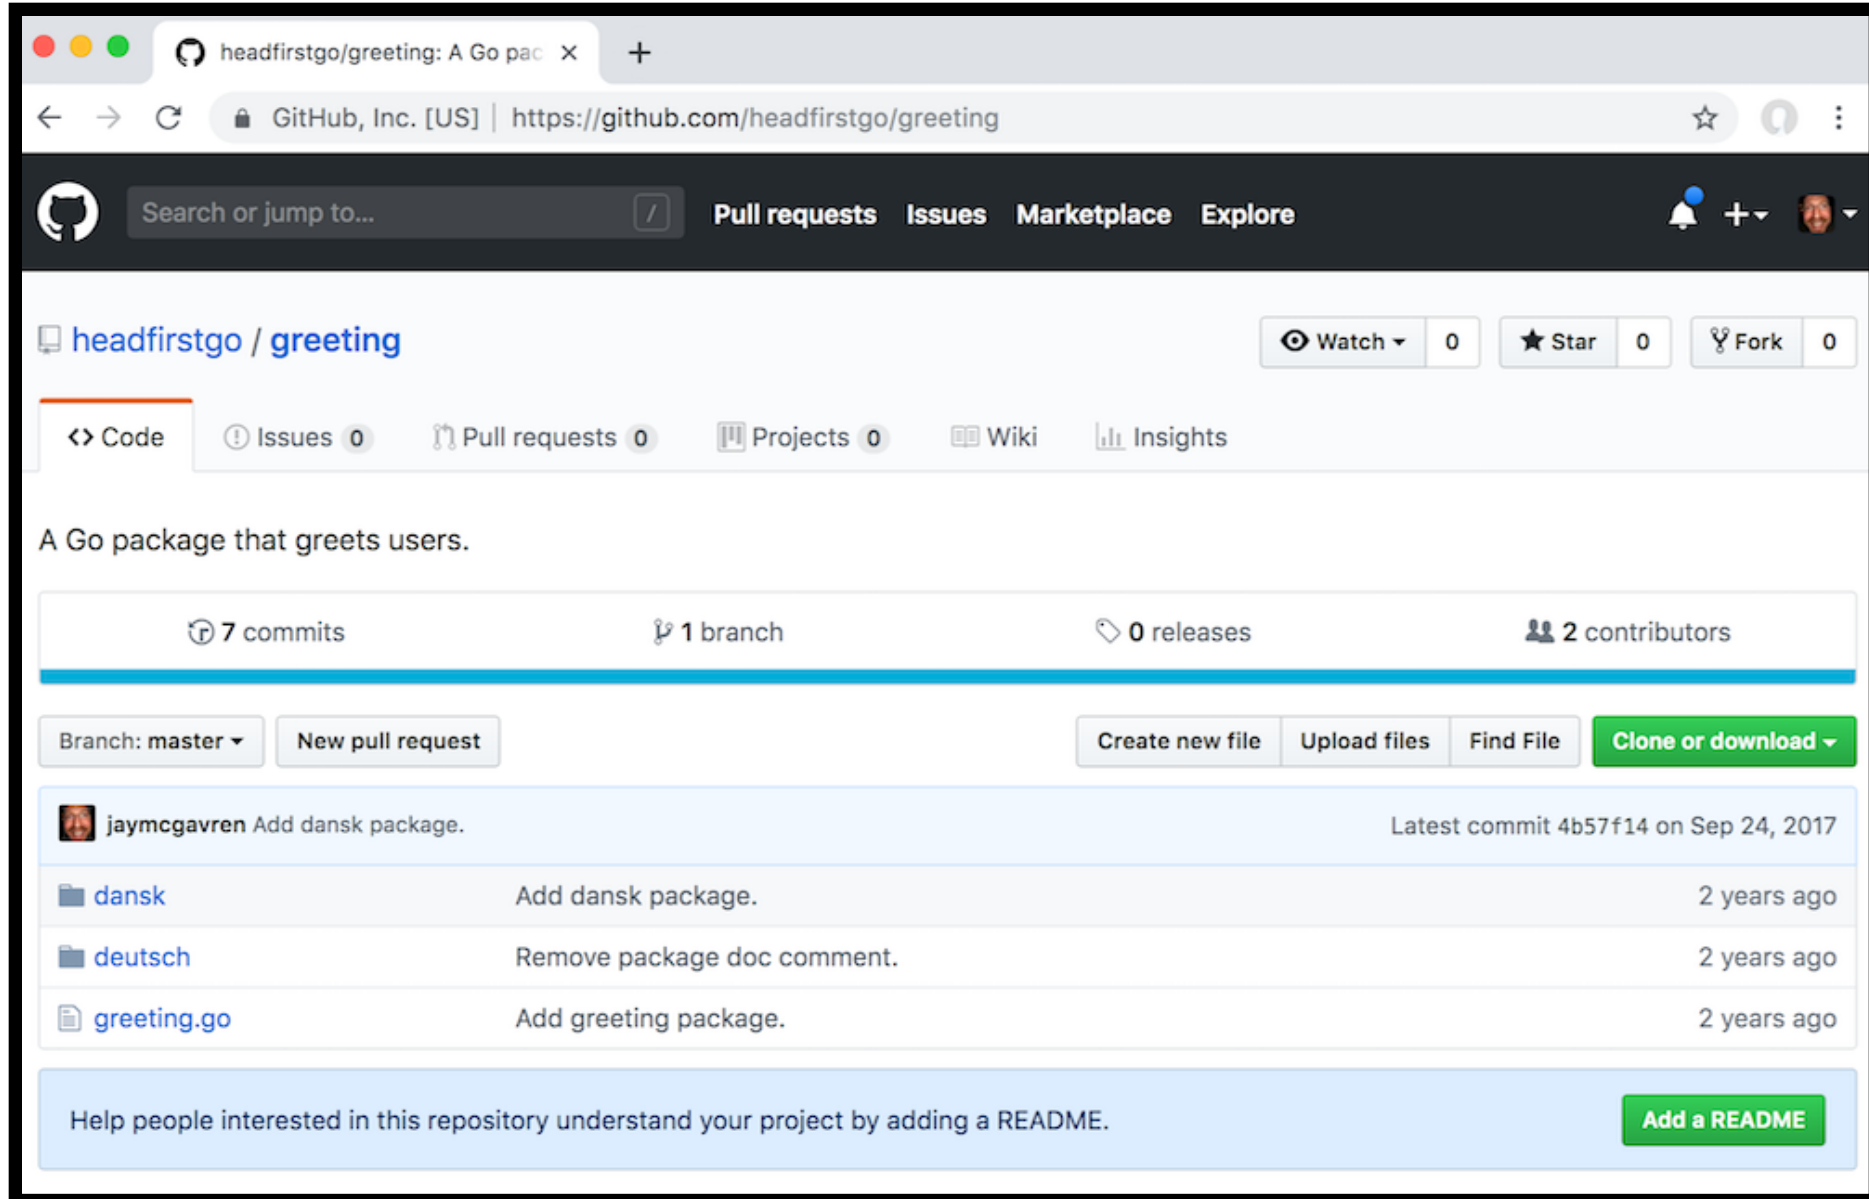 headfirstgo/greeting: A Go pac
GitHub, Inc. [US] | https://github.com/headfirstgo/greeting
Search or jump to... / Pull requests Issues Marketplace Explore
headfirstgo / greeting Watch 0 Star 0 Fork 0
<> Code Issues 0 Pull requests 0 Projects 0 Wiki Insights
A Go package that greets users.
7 commits 1 branch 0 releases 2 contributors
Branch: master New pull request Create new file Upload files Find File Clone or download
jaymcgavren Add dansk package. Latest commit 4b57f14 on Sep 24, 2017
dansk Add dansk package. 2 years ago
deutsch Remove package doc comment. 2 years ago
greeting.go Add greeting package. 2 years ago
Help people interested in this repository understand your project by adding a README. Add a README